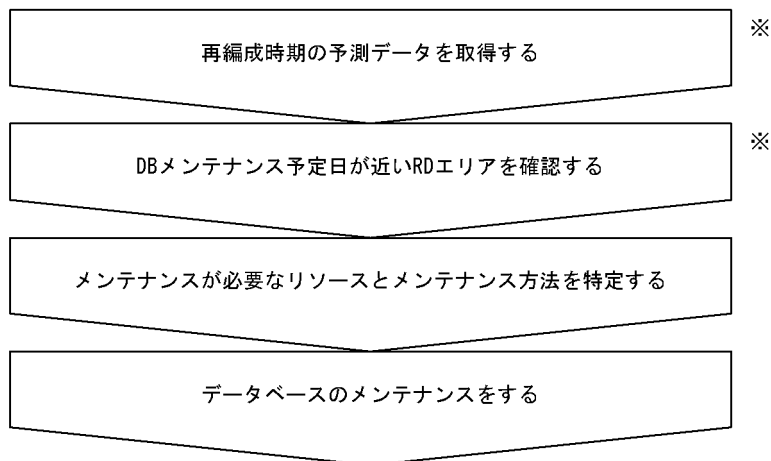 再編成時期の予測データを取得する ※
DBメンテナンス予定日が近いRDエリアを確認する ※
メンテナンスが必要なリソースとメンテナンス方法を特定する
データベースのメンテナンスをする